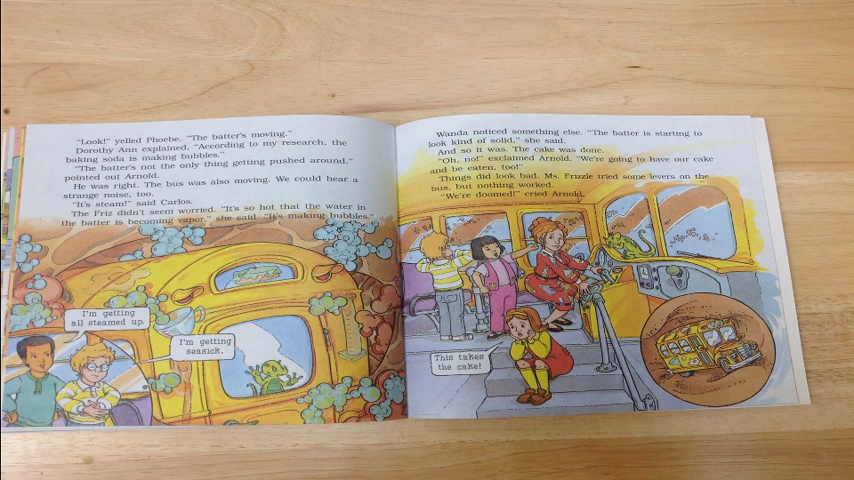 "Look!" yelled Phoebe. "The batter's moving."
Dorothy Ann explained, "According to my research, the
baking soda is making bubbles."
"The batter's not the only thing getting pushed around,"
pointed out Arnold.
He was right. The bus was also moving. We could hear a
strange noise, too.
"It's steam!" said Carlos.
The Friz didn't seem worried. "It's so hot that the water in
the batter is becoming vapor," she said. "It's making bubbles."
I'm getting
all steamed up.
I'm getting
seasick.
Wanda noticed something else. "The batter is starting to
look kind of solid," she said.
And so it was. The cake was done.
"Oh, no!" exclaimed Arnold. "We're going to have our cake
and be eaten, too!"
Things did look bad. Ms. Frizzle tried some levers on the
bus, but nothing worked.
"We're doomed!" cried Arnold.
This takes
the cake!